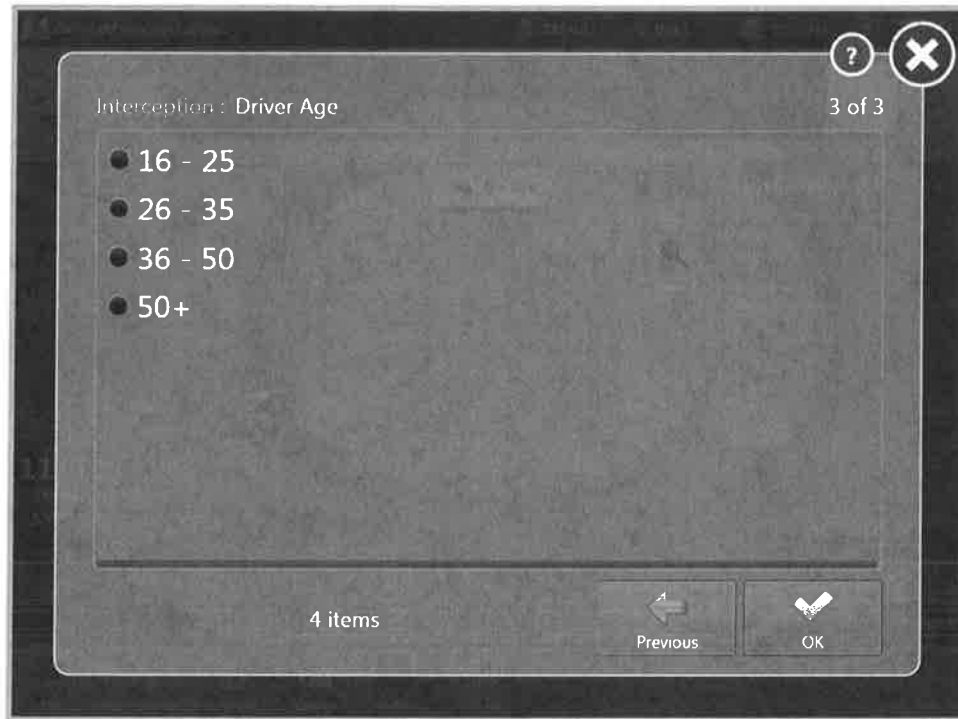 ?
Interception : Driver Age
3 of 3
16 - 25
26 - 35
36 - 50
50+
4 items
Previous
OK